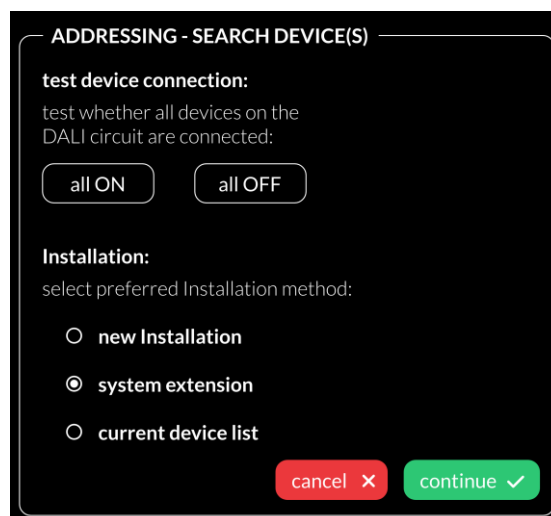 ADDRESSING - SEARCH DEVICE(S)
test device connection:
test whether all devices on the
DALI circuit are connected:
all ON all OFF
Installation:
select preferred Installation method:
new Installation
system extension
current device list
cancel continue